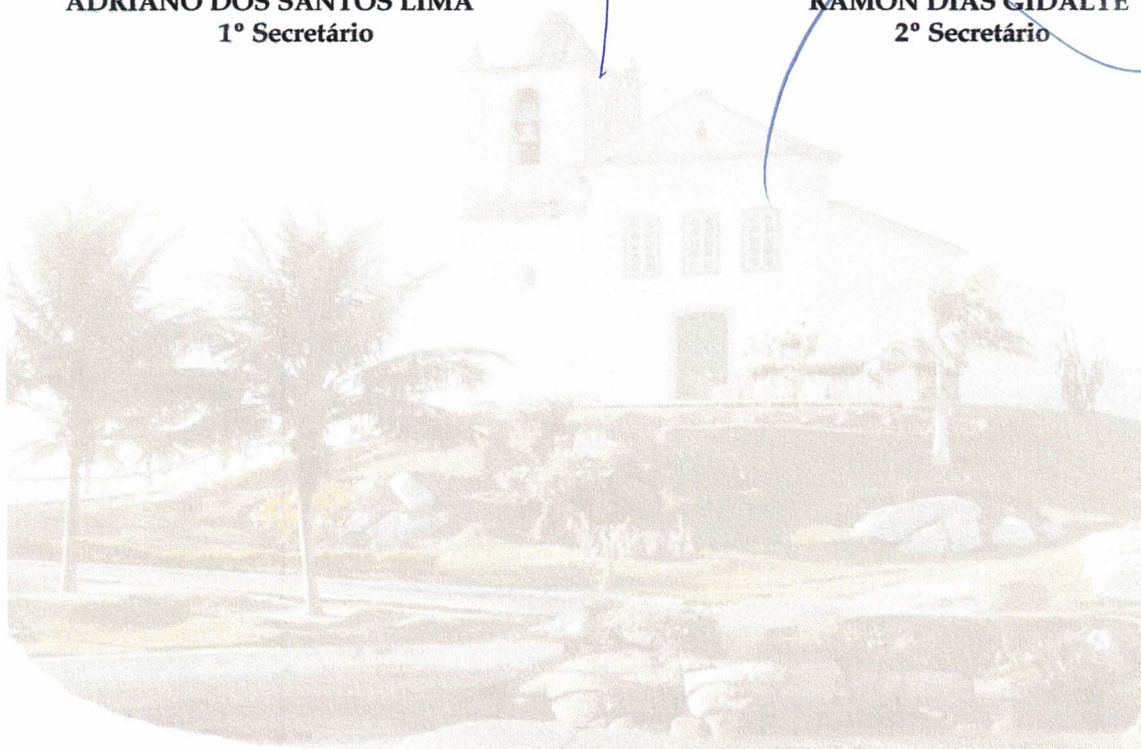 ADRIANO DOS SANTOS LIMA
1º Secretário
RAMON DIAS GIDALTE
2º Secretário